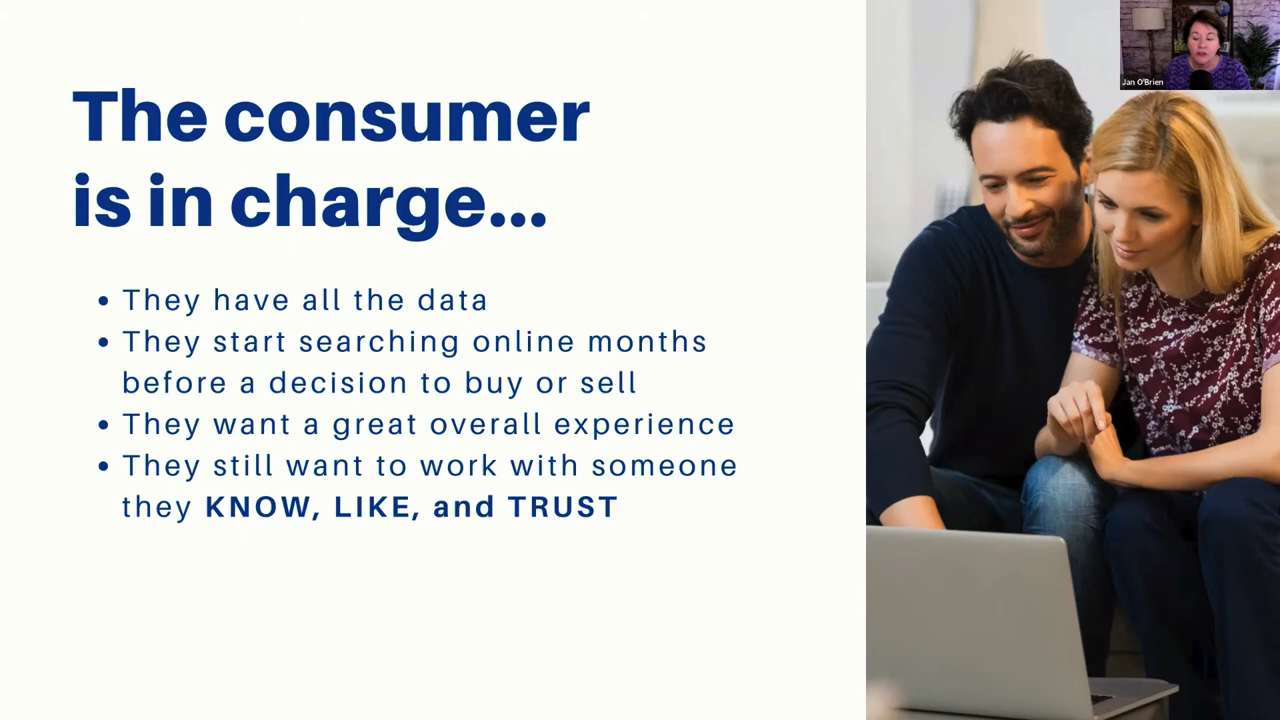 The consumer
is in charge...
• They have all the data
• They start searching online months
before a decision to buy or sell
• They want a great overall experience
• They still want to work with someone
they KNOW, LIKE, and TRUST
Jan O'Brien